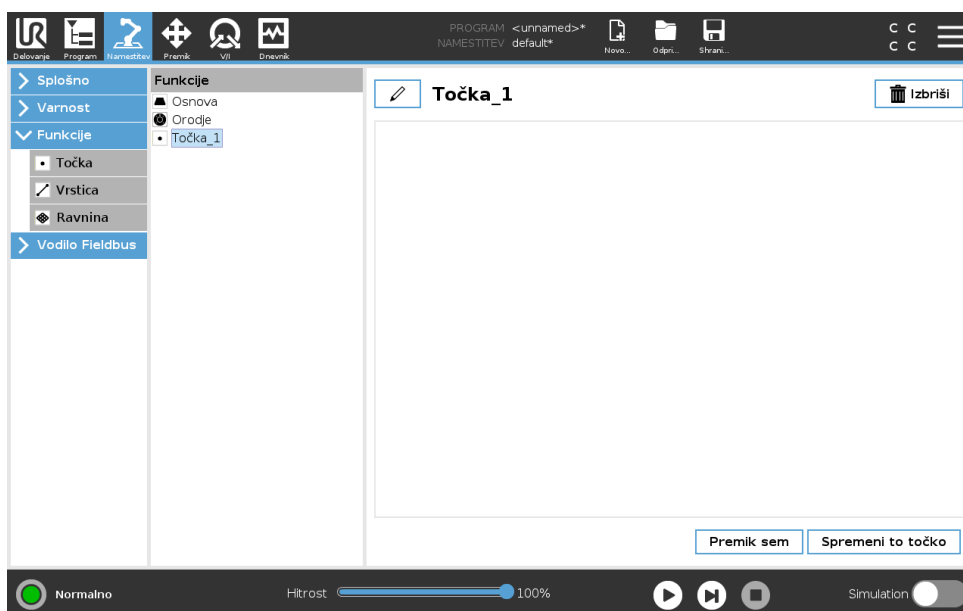 PROGRAM <unnamed>*
NAMESTITEV default*
Delovanje Program Namestitev Premik V/I Dnevnik Novo... Odpri... Shrani...
C C
C C
Splošno
Varnost
Funkcije
Točka
Vrstica
Ravnina
Vodilo Fieldbus
Funkcije
Osnova
Orodje
Točka_1
Točka_1
Izbriši
Premik sem Spremeni to točko
Normalno Hitrost 100% Simulation